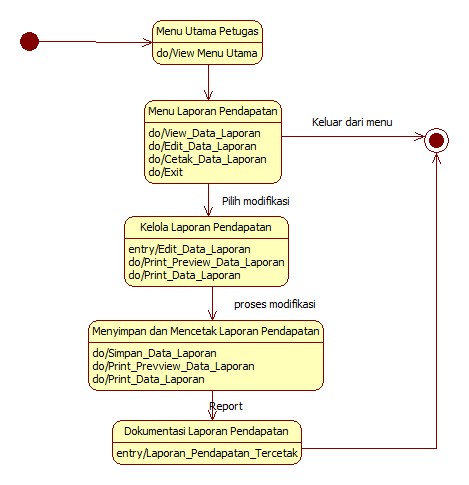 Menu Utama Petugas
do/View Menu Utama
Menu Laporan Pendapatan
do/View_Data_Laporan
do/Edit_Data_Laporan
do/Cetak_Data_Laporan
do/Exit
Keluar dari menu
Pilih modifikasi
Kelola Laporan Pendapatan
entry/Edit_Data_Laporan
do/Print_Preview_Data_Laporan
do/Print_Data_Laporan
proses modifikasi
Menyimpan dan Mencetak Laporan Pendapatan
do/Simpan_Data_Laporan
do/Print_Prevview_Data_Laporan
do/Print_Data_Laporan
Report
Dokumentasi Laporan Pendapatan
entry/Laporan_Pendapatan_Tercetak